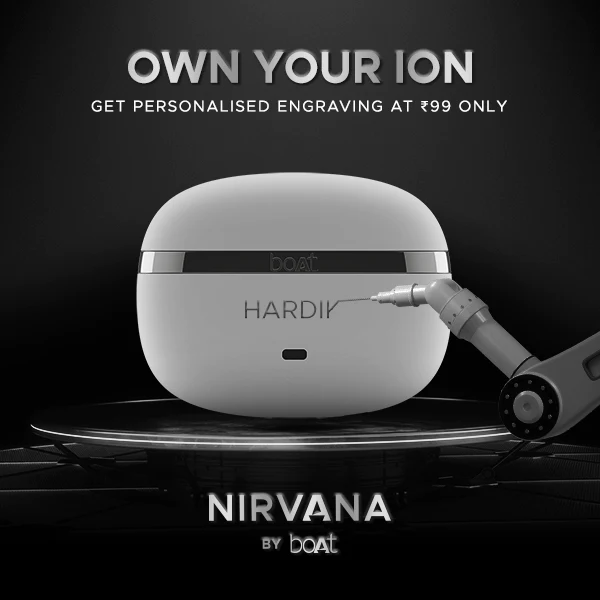 OWN YOUR ION
GET PERSONALISED ENGRAVING AT ₹99 ONLY
boAt
HARDIK
NIRVANA
BY boAt